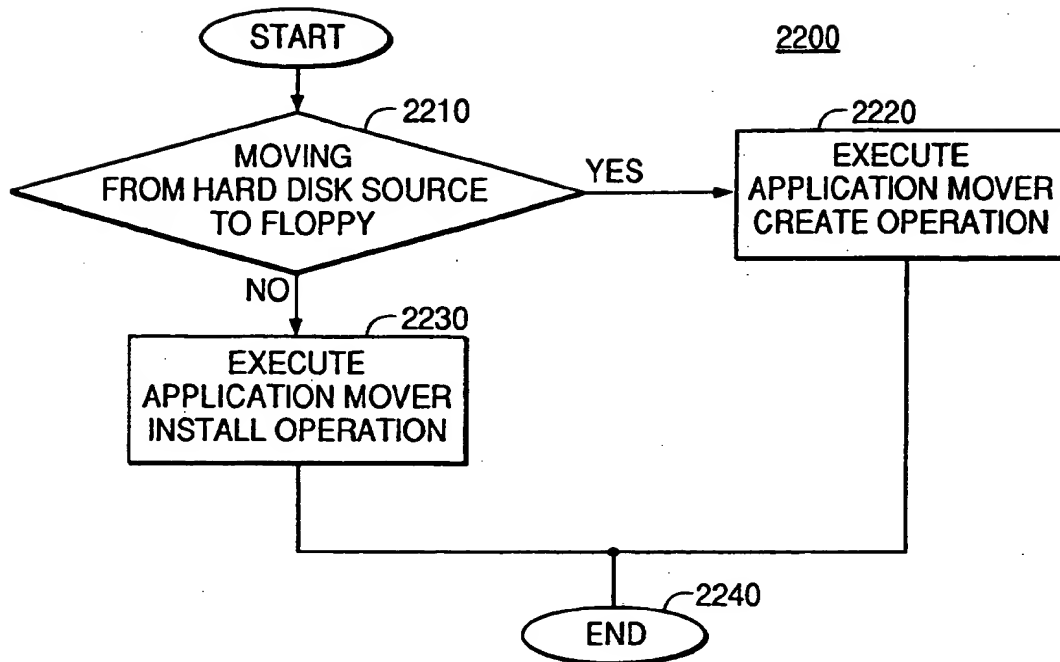 START
2200
2210
MOVING
FROM HARD DISK SOURCE
TO FLOPPY
YES
2220
EXECUTE
APPLICATION MOVER
CREATE OPERATION
NO
2230
EXECUTE
APPLICATION MOVER
INSTALL OPERATION
2240
END